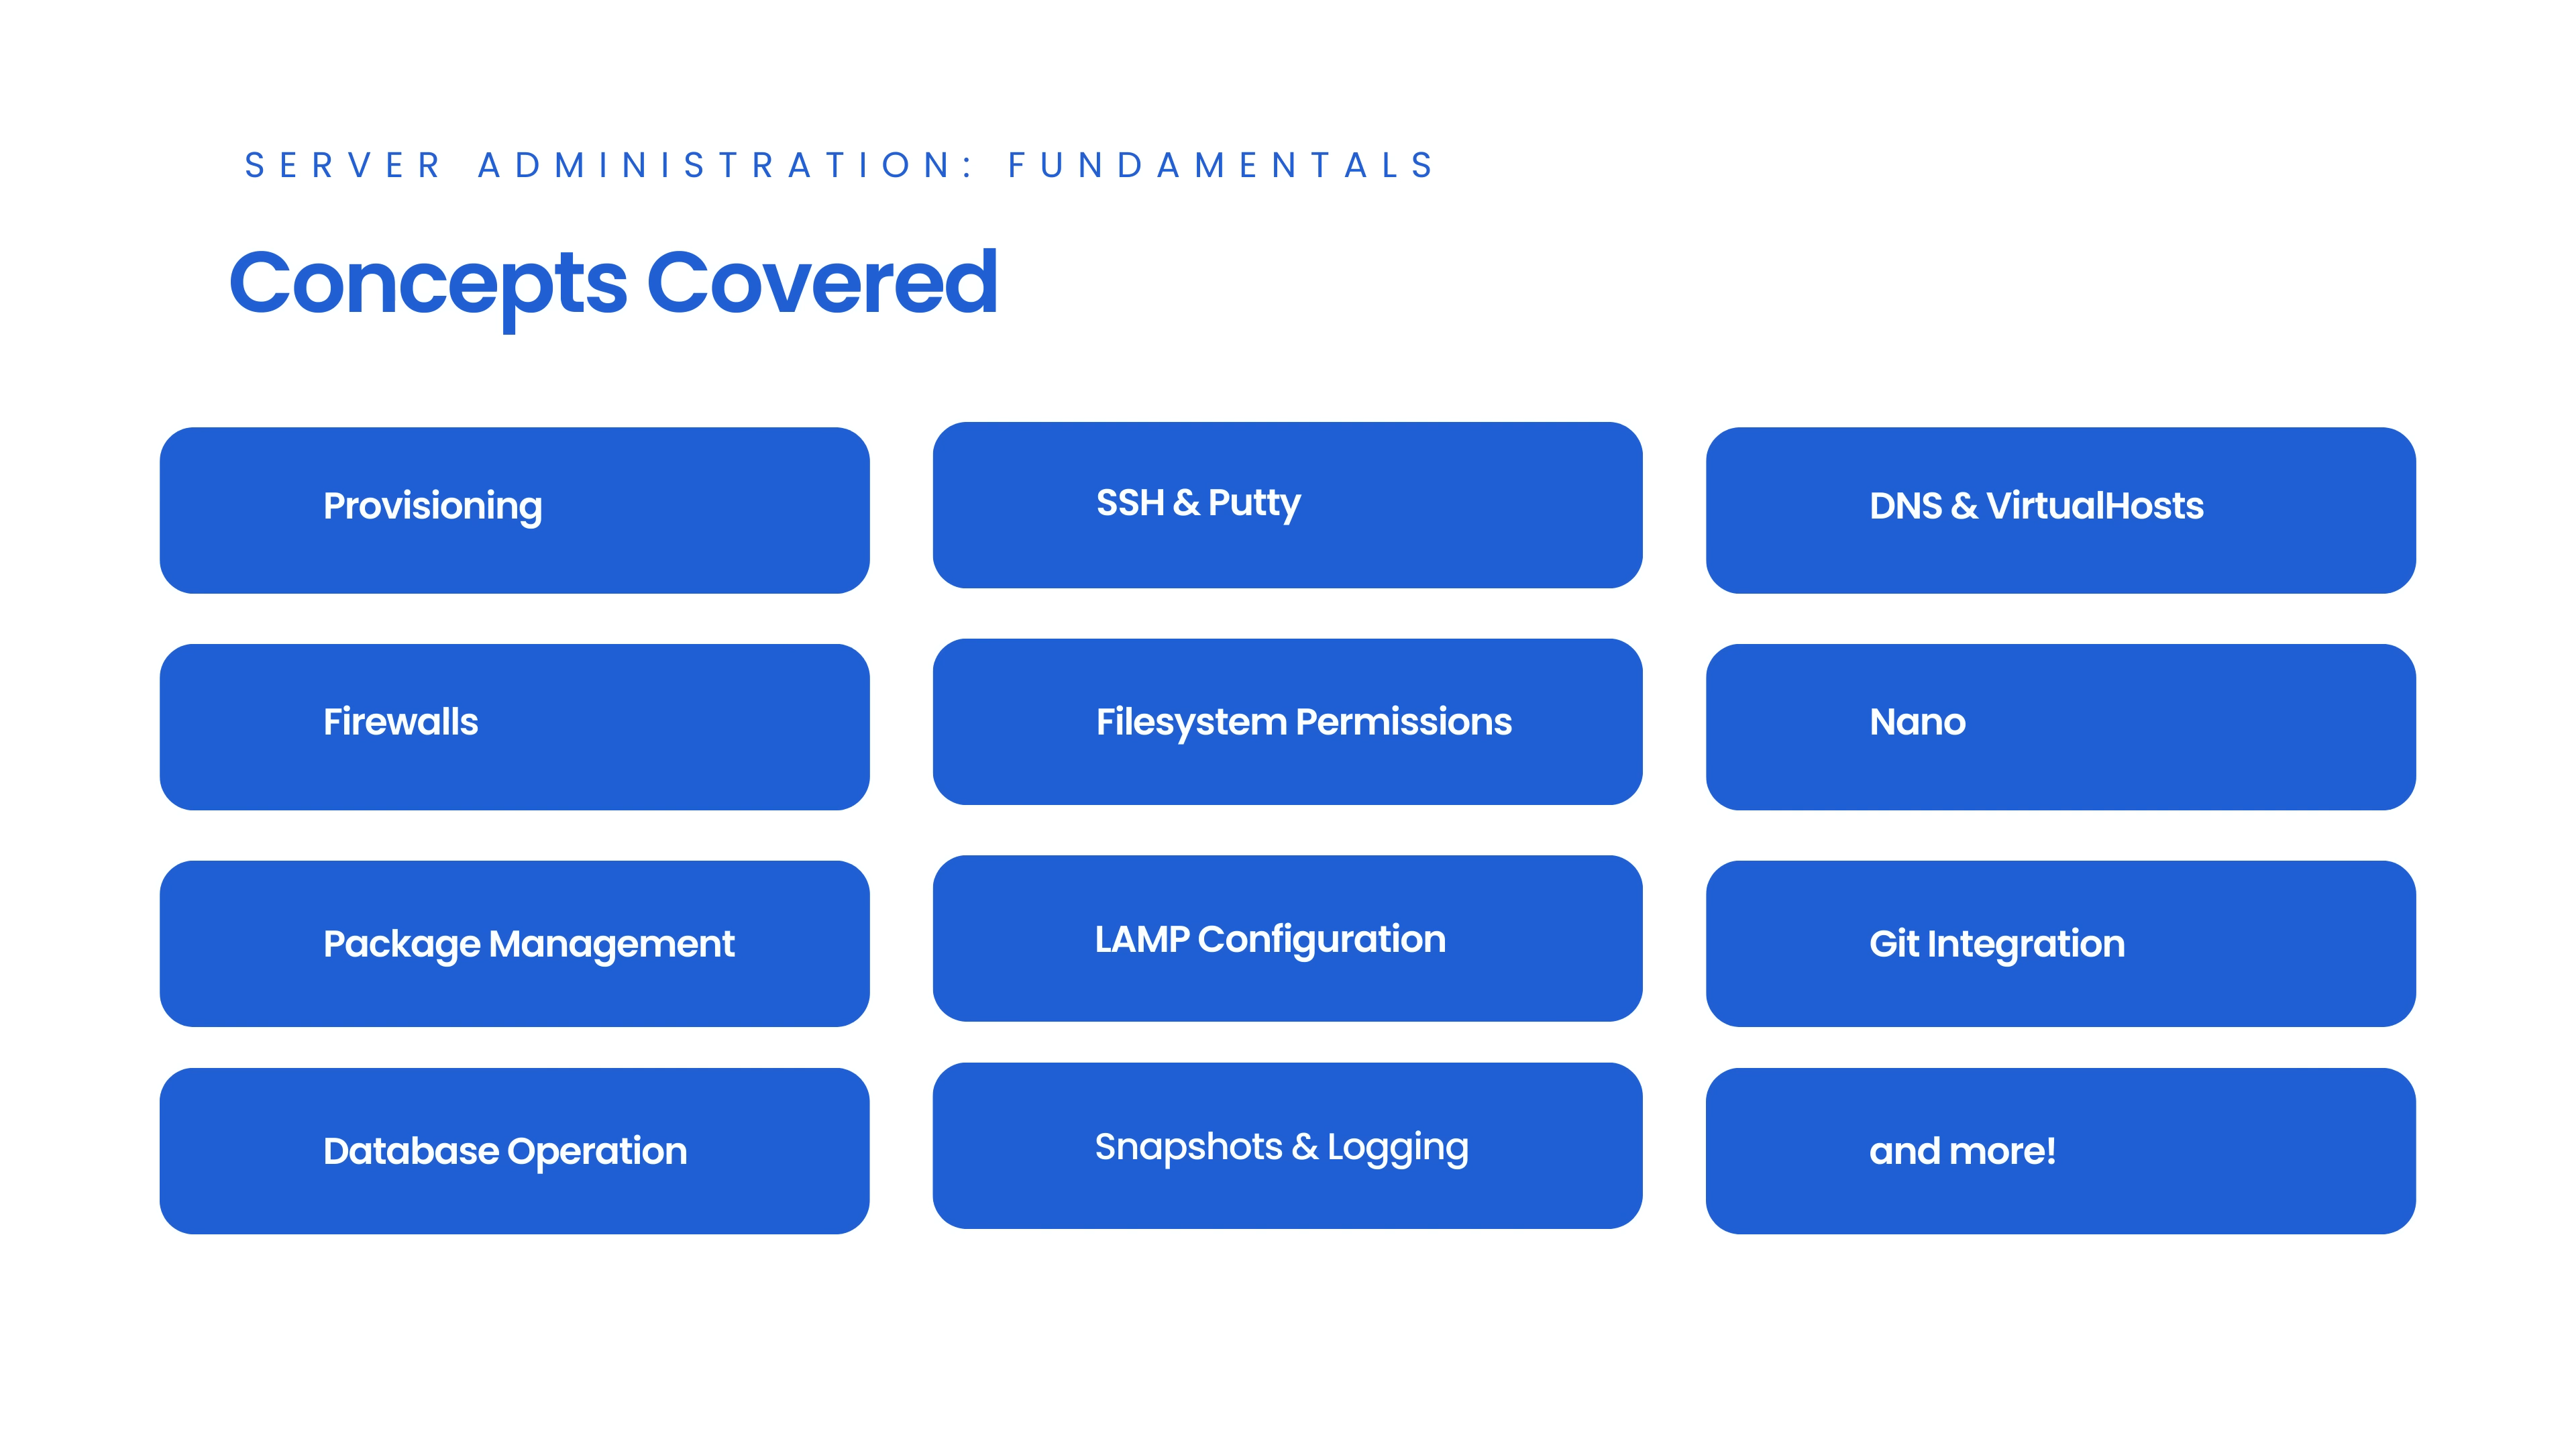 SERVER ADMINISTRATION: FUNDAMENTALS
Concepts Covered
Provisioning
SSH & Putty
DNS & VirtualHosts
Firewalls
Filesystem Permissions
Nano
Package Management
LAMP Configuration
Git Integration
Database Operation
Snapshots & Logging
and more!